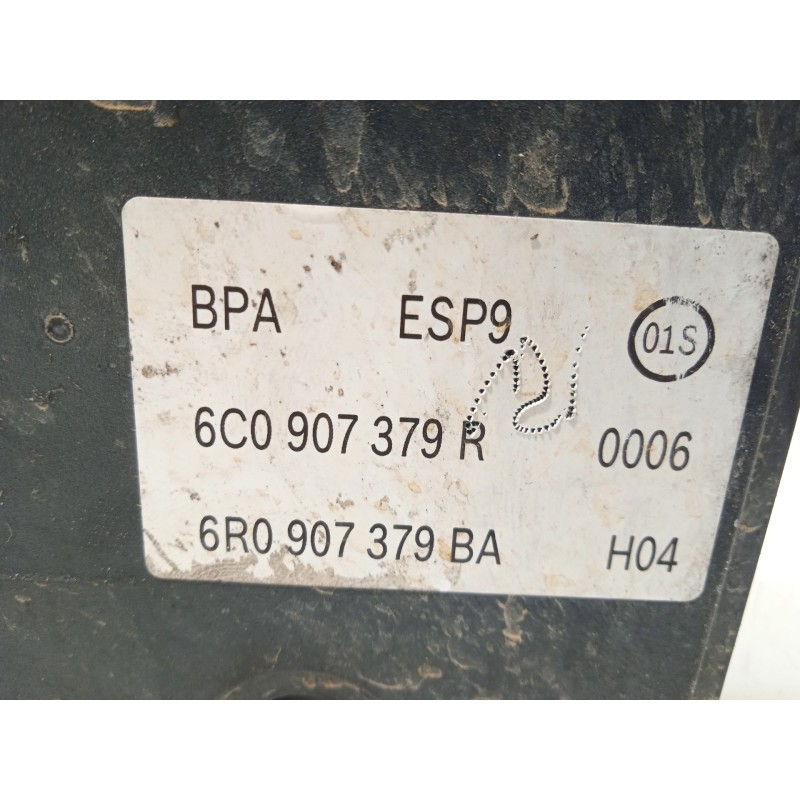 BPA ESP9 01S
6C0 907 379 R 0006
6R0 907 379 BA H04